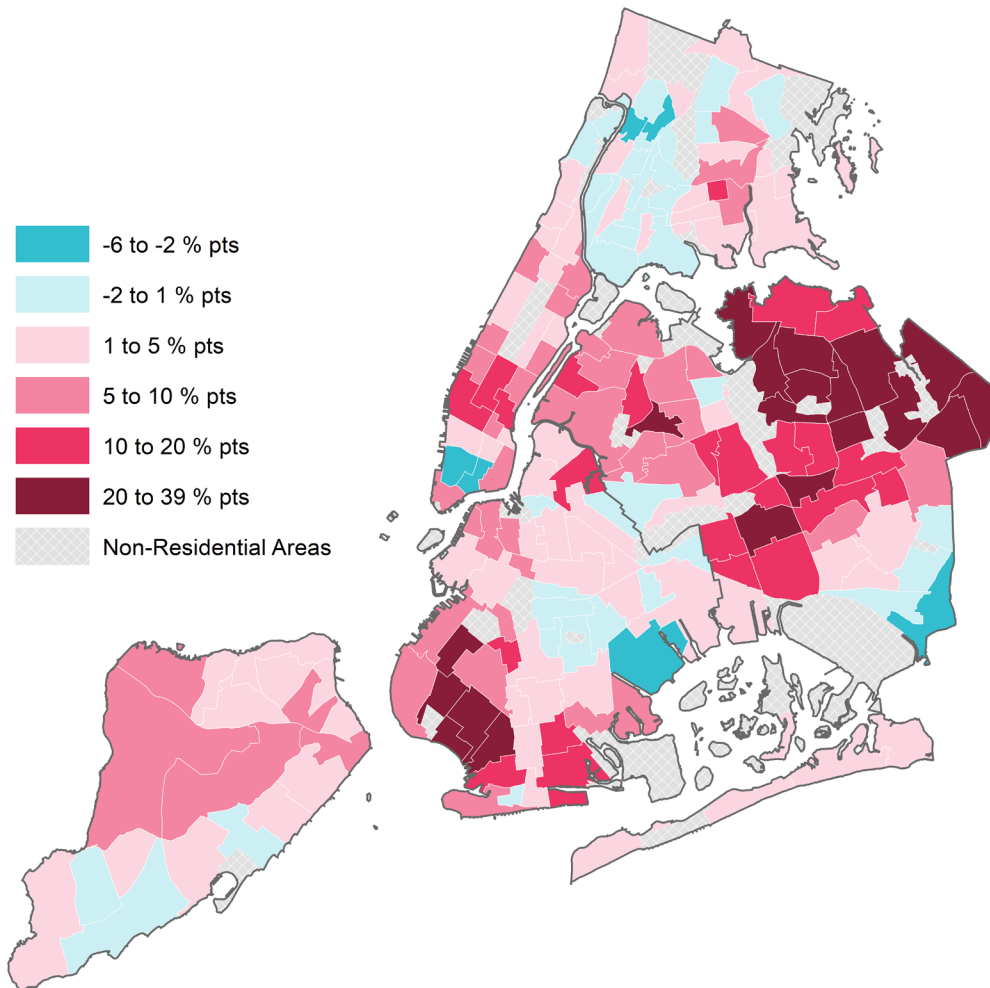 -6 to -2 % pts
-2 to 1 % pts
1 to 5 % pts
5 to 10 % pts
10 to 20 % pts
20 to 39 % pts
Non-Residential Areas